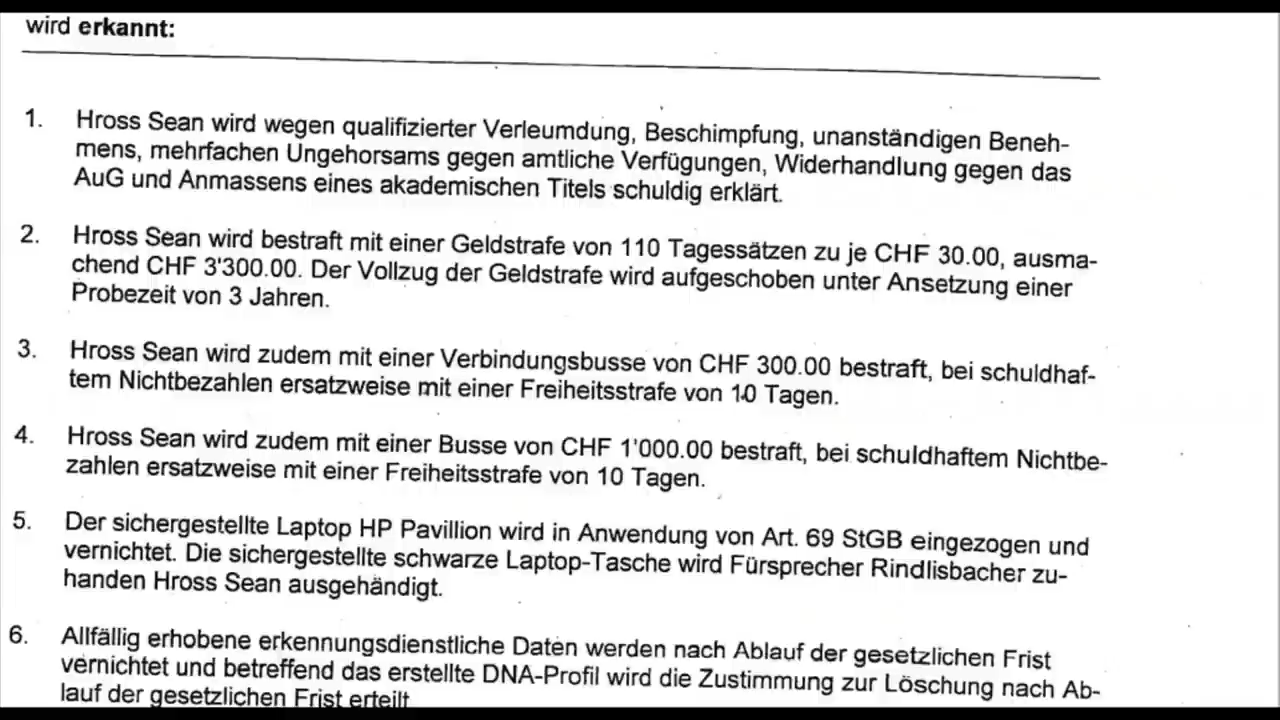 wird erkannt:
1. Hross Sean wird wegen qualifizierter Verleumdung, Beschimpfung, unanständigen Beneh-
mens, mehrfachen Ungehorsams gegen amtliche Verfügungen, Widerhandlung gegen das
AuG und Anmassens eines akademischen Titels schuldig erklärt.
2. Hross Sean wird bestraft mit einer Geldstrafe von 110 Tagessätzen zu je CHF 30.00, ausma-
chend CHF 3'300.00. Der Vollzug der Geldstrafe wird aufgeschoben unter Ansetzung einer
Probezeit von 3 Jahren.
3. Hross Sean wird zudem mit einer Verbindungsbusse von CHF 300.00 bestraft, bei schuldhaf-
tem Nichtbezahlen ersatzweise mit einer Freiheitsstrafe von 10 Tagen.
4. Hross Sean wird zudem mit einer Busse von CHF 1'000.00 bestraft, bei schuldhaftem Nichtbe-
zahlen ersatzweise mit einer Freiheitsstrafe von 10 Tagen.
5. Der sichergestellte Laptop HP Pavillion wird in Anwendung von Art. 69 StGB eingezogen und
vernichtet. Die sichergestellte schwarze Laptop-Tasche wird Fürsprecher Rindlisbacher zu-
handen Hross Sean ausgehändigt.
6. Allfällig erhobene erkennungsdienstliche Daten werden nach Ablauf der gesetzlichen Frist
vernichtet und betreffend das erstellte DNA-Profil wird die Zustimmung zur Löschung nach Ab-
lauf der gesetzlichen Frist erteilt